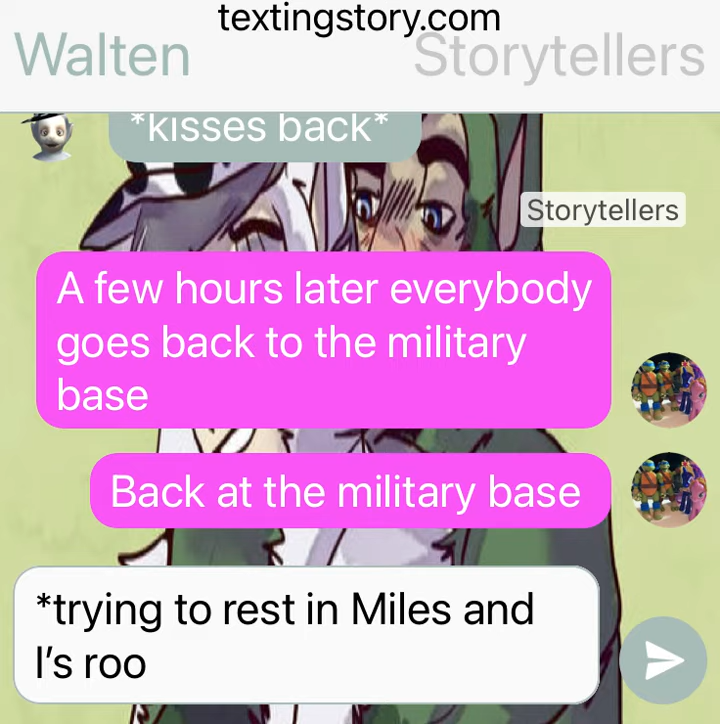 textingstory.com
Walten
Storytellers
*kisses back*
Storytellers
A few hours later everybody
goes back to the military
base
Back at the military base
*trying to rest in Miles and
I's roo